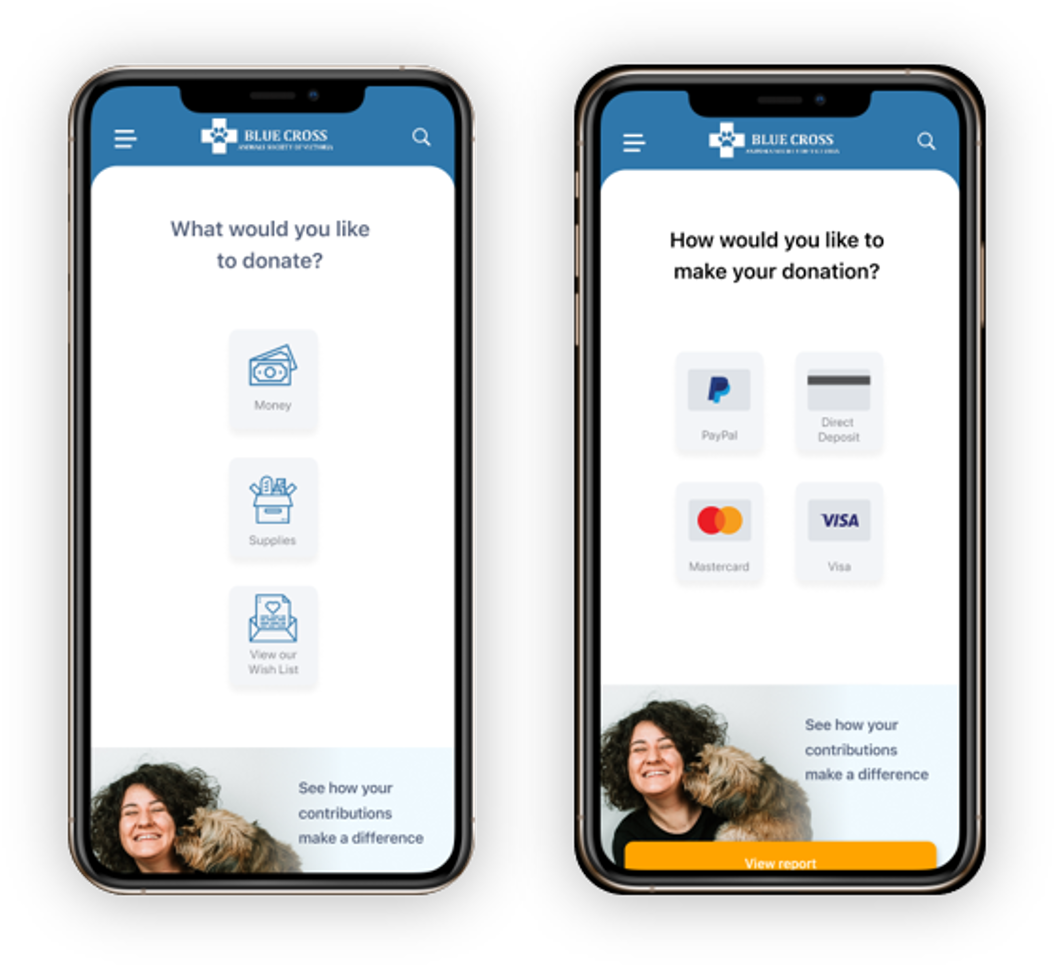 BLUE CROSS
ANIMALS SOCIETY OF VICTORIA
What would you like
to donate?
Money
Supplies
View our
Wish List
See how your
contributions
make a difference
BLUE CROSS
ANIMALS SOCIETY OF VICTORIA
How would you like to
make your donation?
PayPal
Direct
Deposit
VISA
Mastercard
Visa
See how your
contributions
make a difference
View report